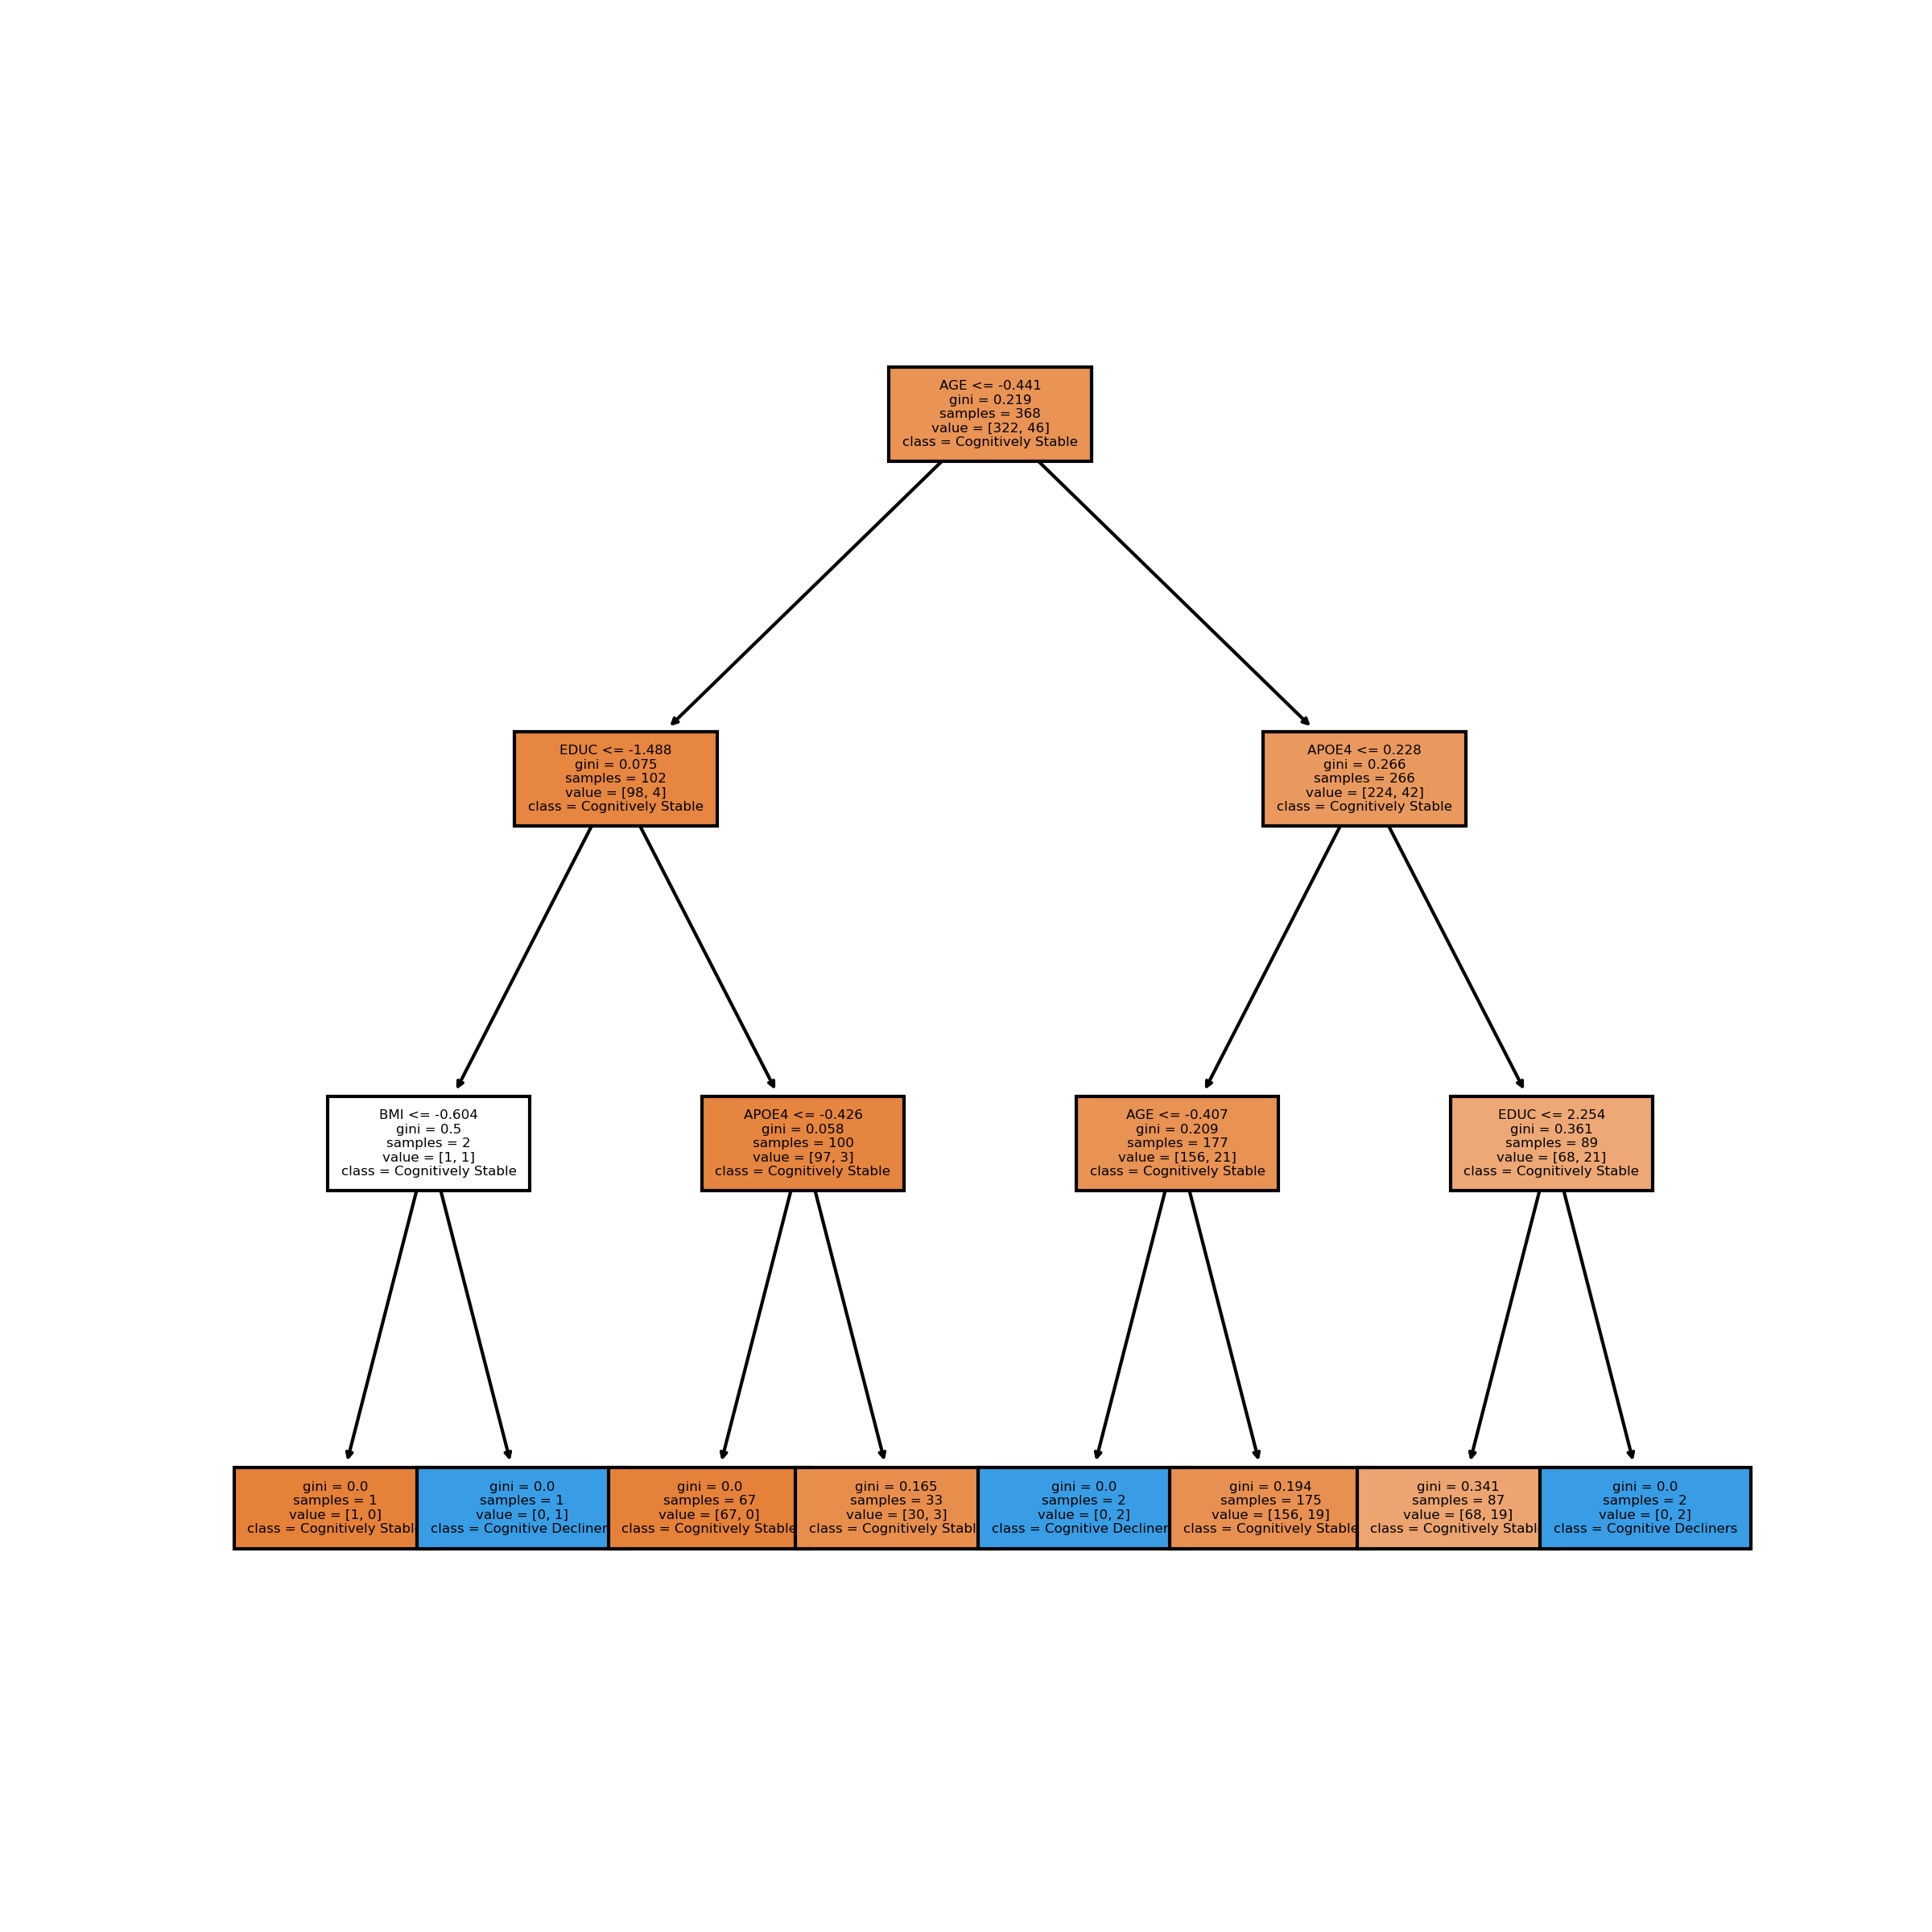 AGE <= -0.441
gini = 0.219
samples = 368
value = [322, 46]
class = Cognitively Stable
EDUC <= -1.488
gini = 0.075
samples = 102
value = [98, 4]
class = Cognitively Stable
APOE4 <= 0.228
gini = 0.266
samples = 266
value = [224, 42]
class = Cognitively Stable
BMI <= -0.604
gini = 0.5
samples = 2
value = [1, 1]
class = Cognitively Stable
APOE4 <= -0.426
gini = 0.058
samples = 100
value = [97, 3]
class = Cognitively Stable
AGE <= -0.407
gini = 0.209
samples = 177
value = [156, 21]
class = Cognitively Stable
EDUC <= 2.254
gini = 0.361
samples = 89
value = [68, 21]
class = Cognitively Stable
gini = 0.0
samples = 1
value = [1, 0]
class = Cognitively Stabl
gini = 0.0
samples = 1
value = [0, 1]
class = Cognitive Decliner
gini = 0.0
samples = 67
value = [67, 0]
class = Cognitively Stable
gini = 0.165
samples = 33
value = [30, 3]
class = Cognitively Stabl
gini = 0.0
samples = 2
value = [0, 2]
class = Cognitive Decliner
gini = 0.194
samples = 175
value = [156, 19]
class = Cognitively Stable
gini = 0.341
samples = 87
value = [68, 19]
class = Cognitively Stabl
gini = 0.0
samples = 2
value = [0, 2]
class = Cognitive Decliners